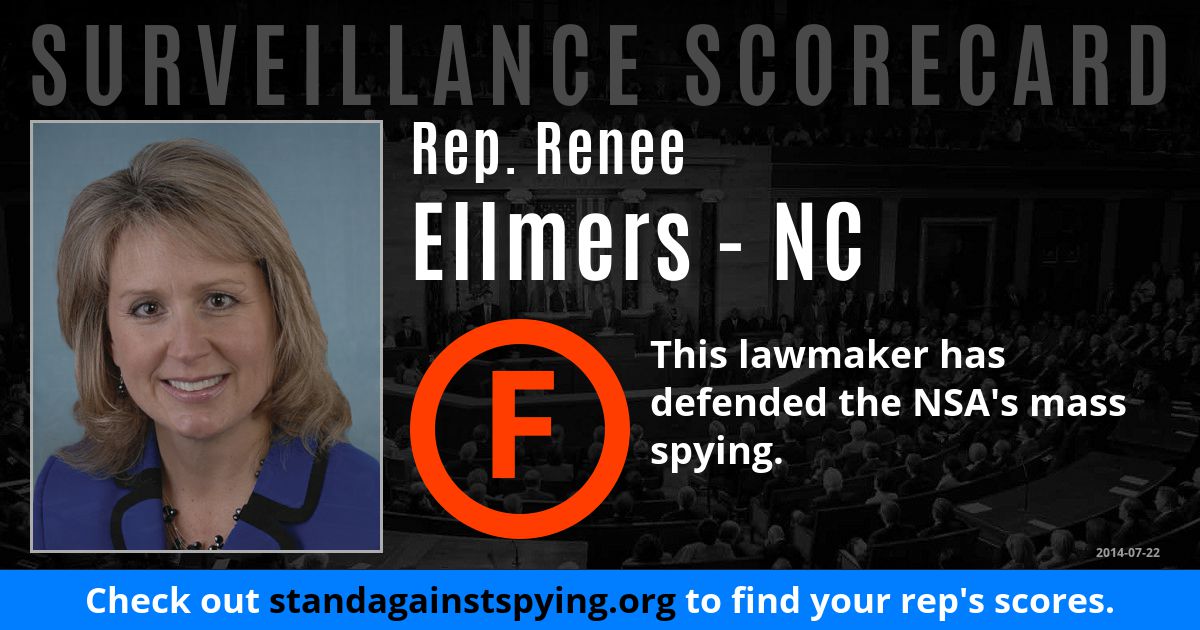 SURVEILLANCE SCORECARD
Rep. Renee
Ellmers - NC
F
This lawmaker has
defended the NSA's mass
spying.
2014-07-22
Check out standagainstspying.org to find your rep's scores.